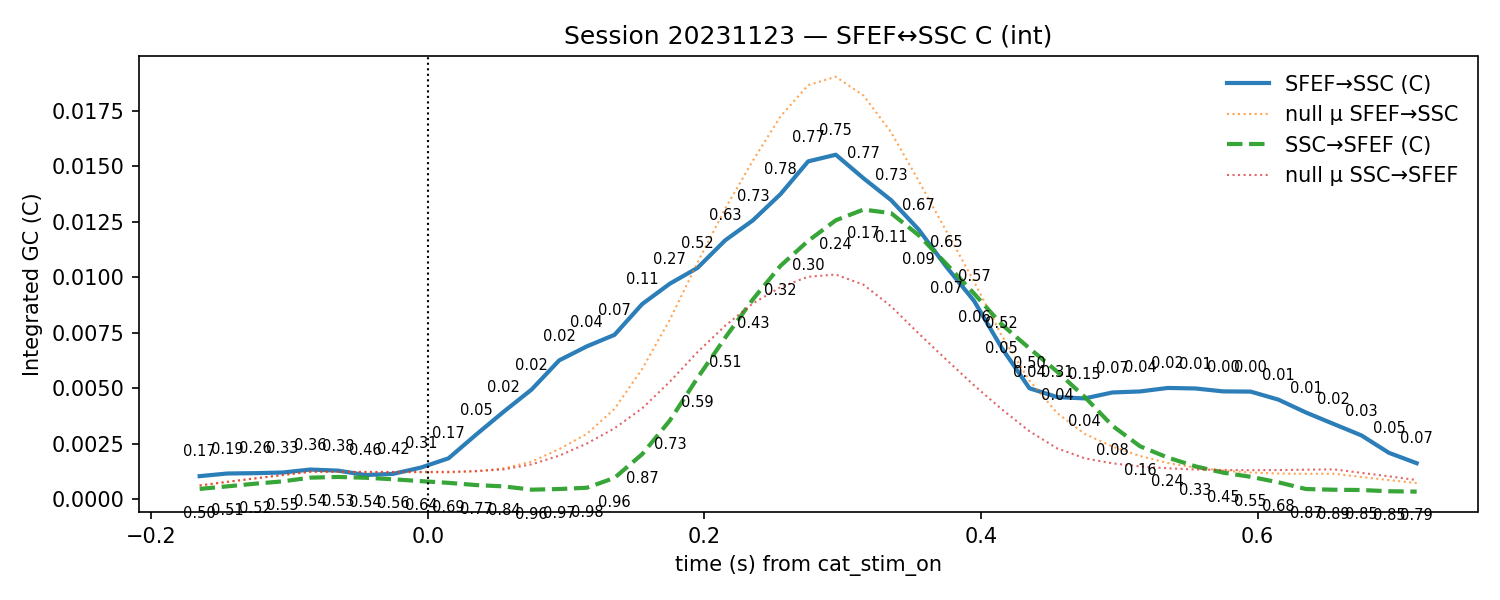 Session 20231123 — SFEF↔SSC C (int)
Integrated GC (C)
0.0175
0.0150
0.0125
0.0100
0.0075
0.0050
0.0025
0.0000
SFEF→SSC (C)
null μ SFEF→SSC
SSC→SFEF (C)
null μ SSC→SFEF
0.17 0.19 0.26 0.33 0.36 0.38 0.46 0.42 0.31 0.17 0.05 0.02 0.02 0.02 0.04 0.07 0.11 0.27 0.52 0.63 0.73 0.78 0.77 0.75 0.77 0.73 0.67 0.65 0.57 0.52 0.50 0.31 0.15 0.07 0.04 0.02 0.01 0.00 0.00 0.01 0.01 0.02 0.03 0.05 0.07
0.50 0.51 0.52 0.55 0.54 0.53 0.54 0.56 0.64 0.69 0.77 0.84 0.96 0.97 0.98 0.96 0.87 0.73 0.59 0.51 0.43 0.32 0.30 0.24 0.17 0.11 0.09 0.07 0.06 0.05 0.04 0.04 0.04 0.08 0.16 0.24 0.33 0.45 0.55 0.68 0.87 0.89 0.85 0.85 0.79
−0.2 0.0 0.2 0.4 0.6
time (s) from cat_stim_on